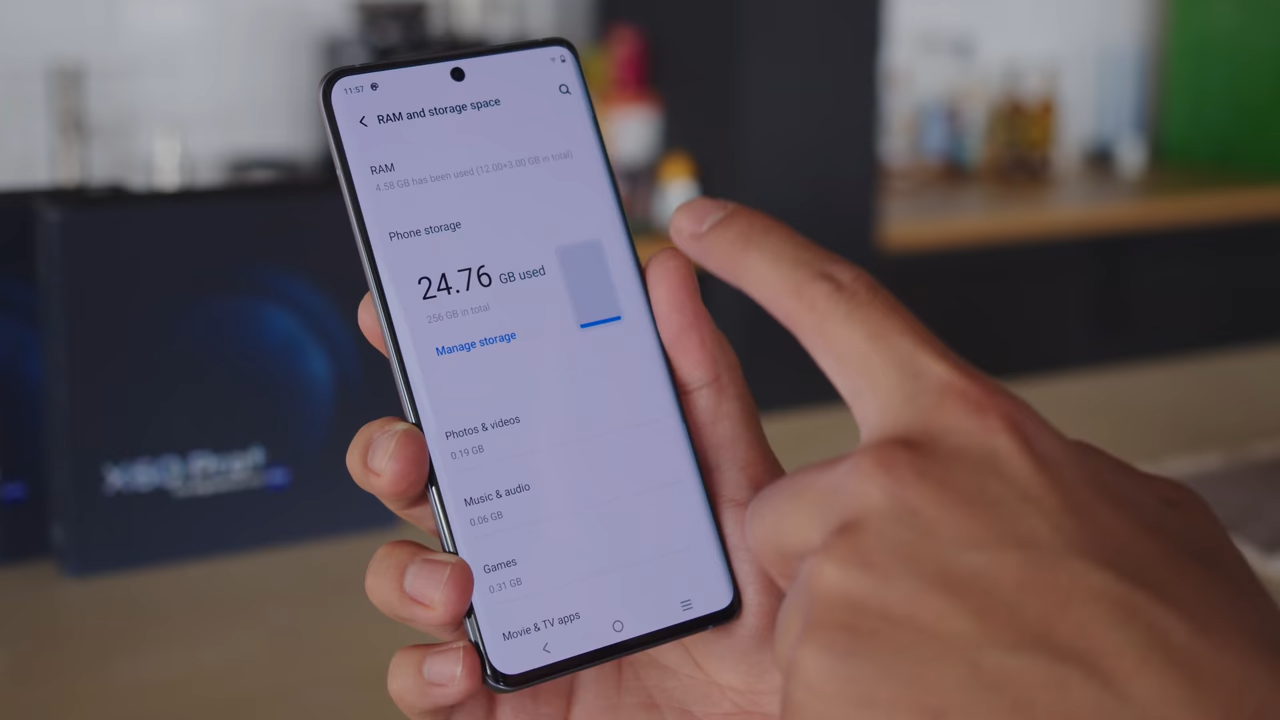 11:57
RAM and storage space
RAM
4.58 GB has been used (12.00+3.00 GB in total)
Phone storage
24.76 GB used
256 GB in total
Manage storage
Photos & videos
0.19 GB
Music & audio
0.06 GB
Games
0.31 GB
Movie & TV apps